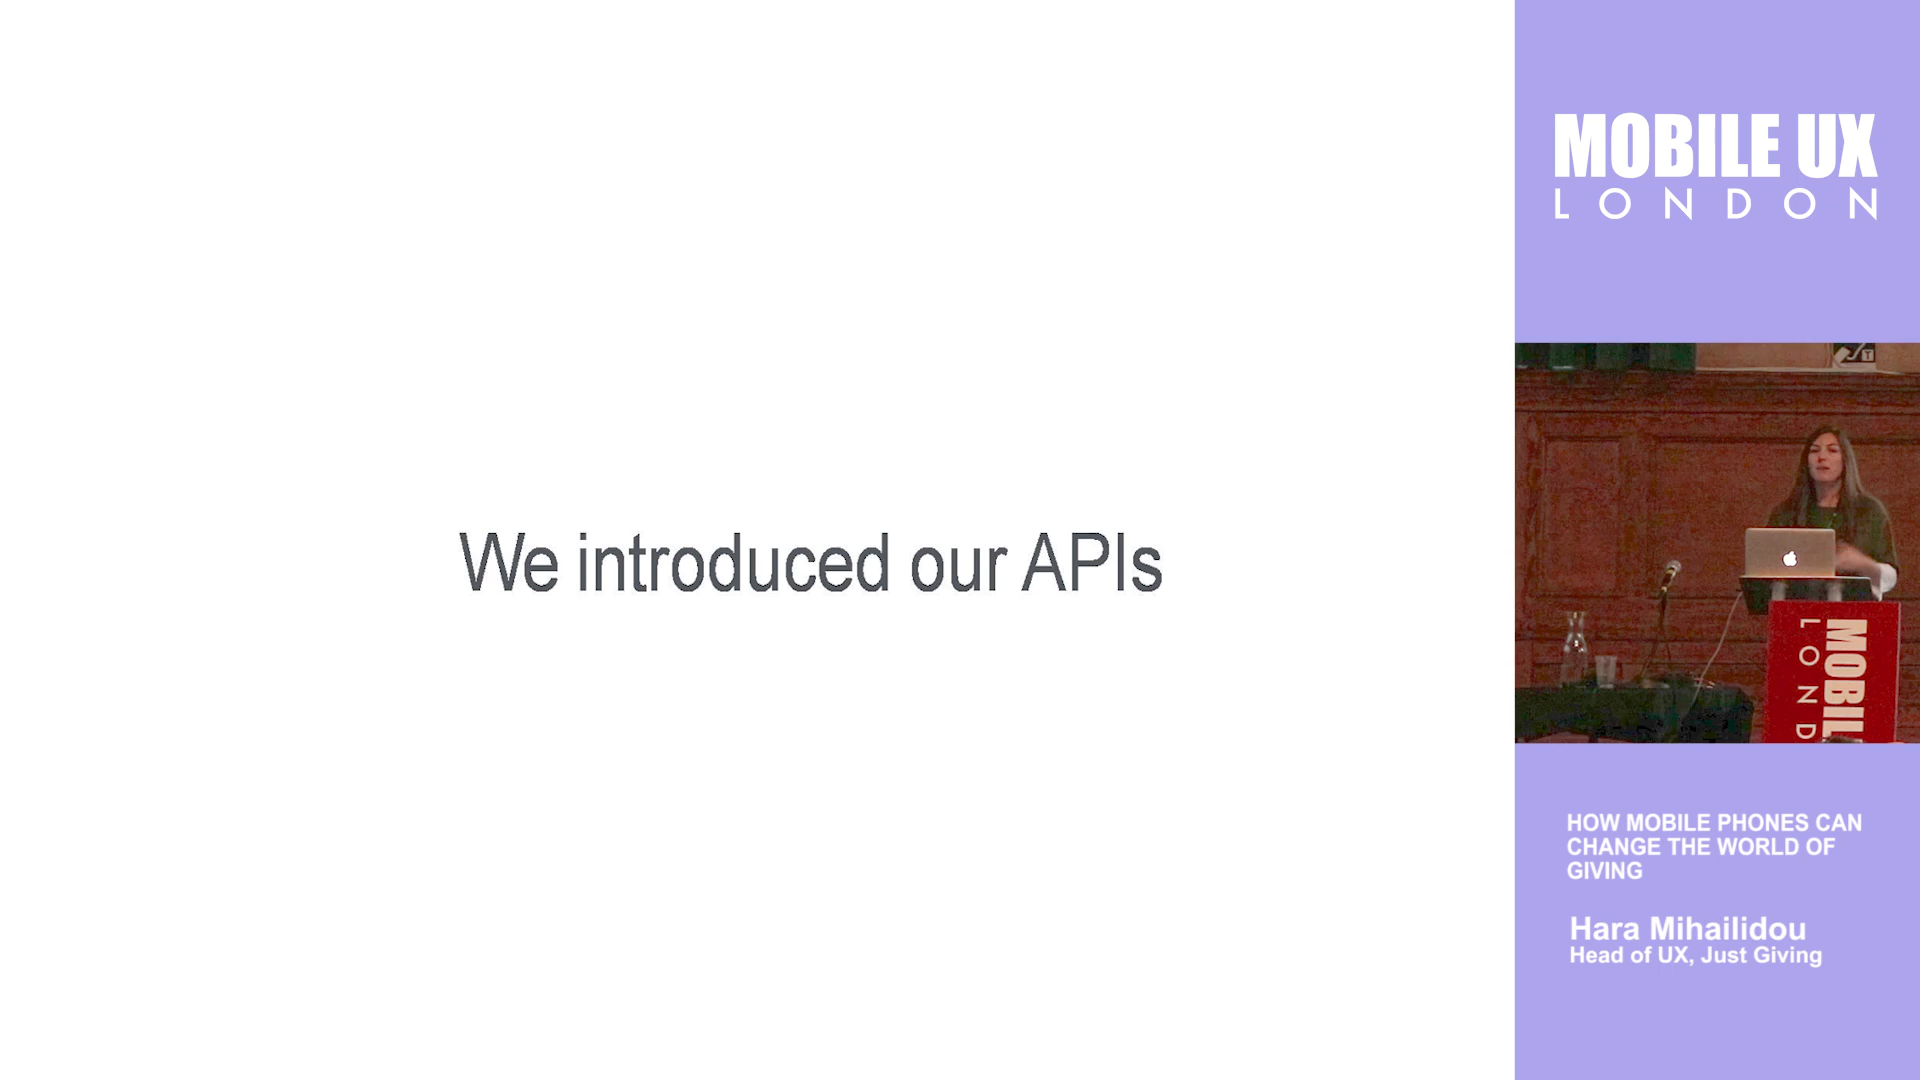 We introduced our APIs
MOBILE UX
LONDON
T
MOBIL
LOND
HOW MOBILE PHONES CAN
CHANGE THE WORLD OF
GIVING
Hara Mihailidou
Head of UX, Just Giving